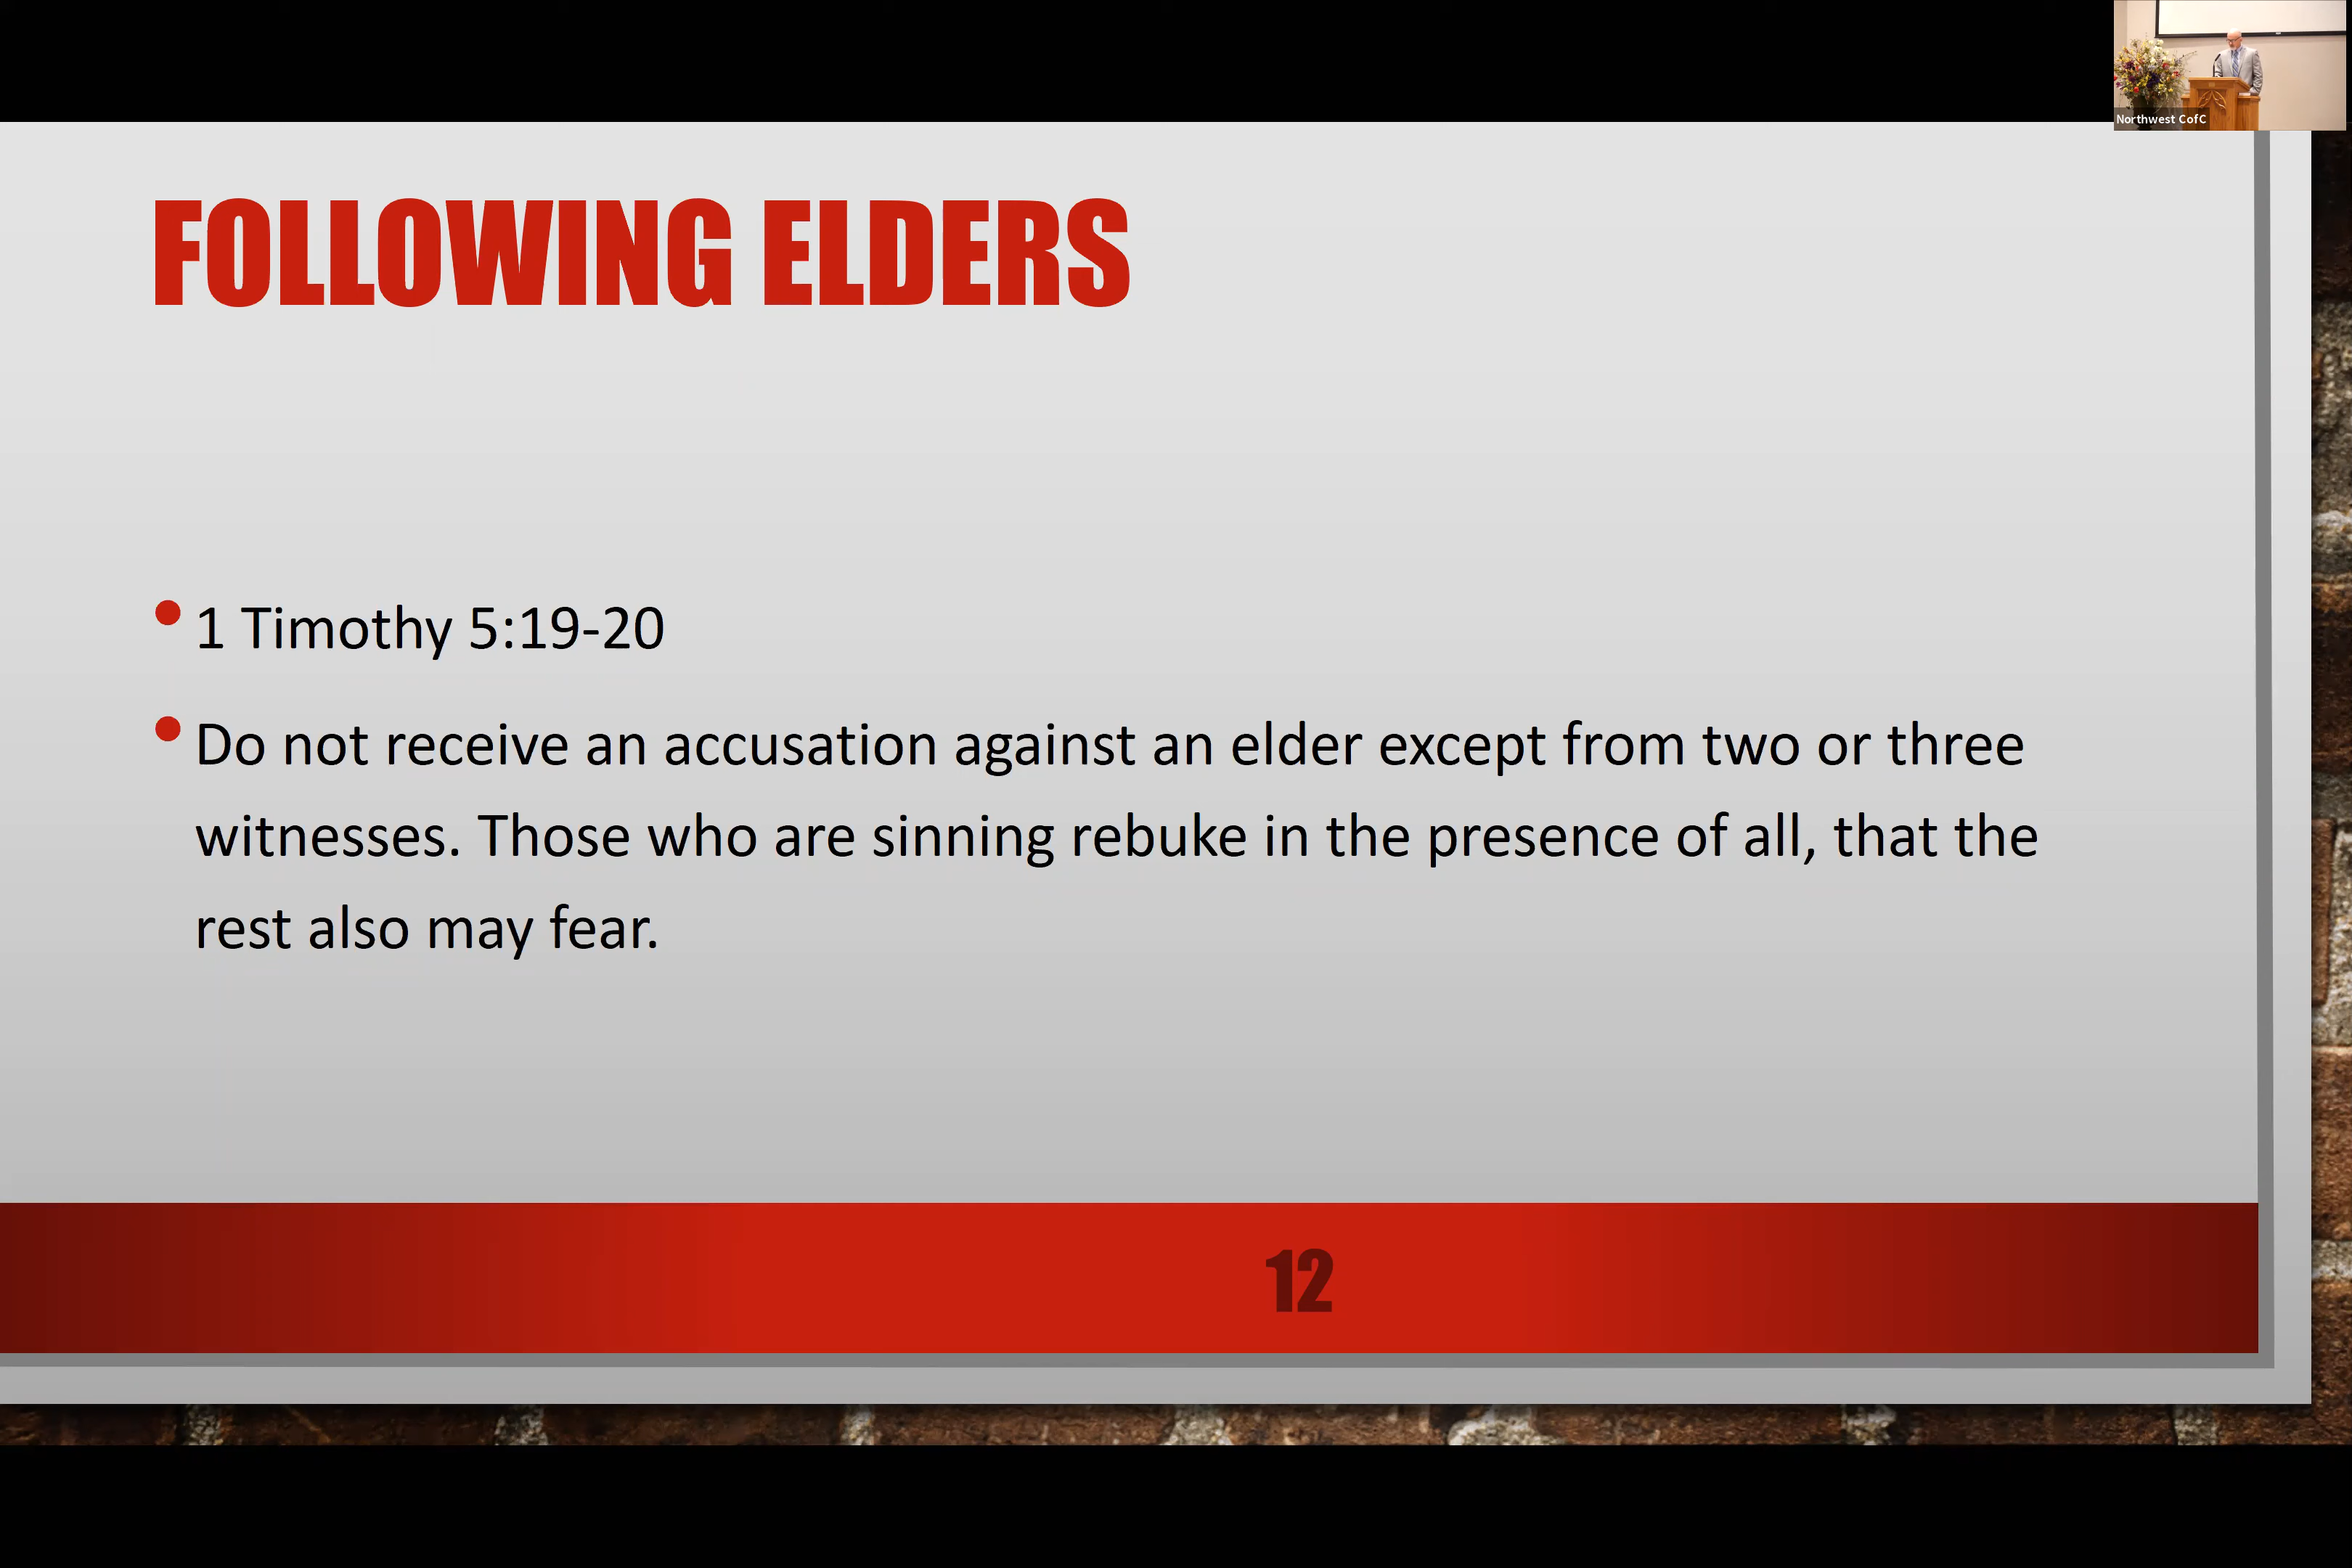 Northwest CofC
FOLLOWING ELDERS
• 1 Timothy 5:19-20
• Do not receive an accusation against an elder except from two or three
witnesses. Those who are sinning rebuke in the presence of all, that the
rest also may fear.
12